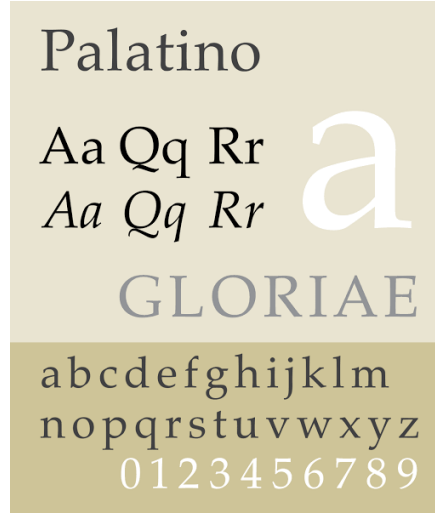 Palatino
Aa Qq Rr
Aa Qq Rr
a
GLORIAE
abcdefghijklm
nopqrstuvwxyz
0123456789